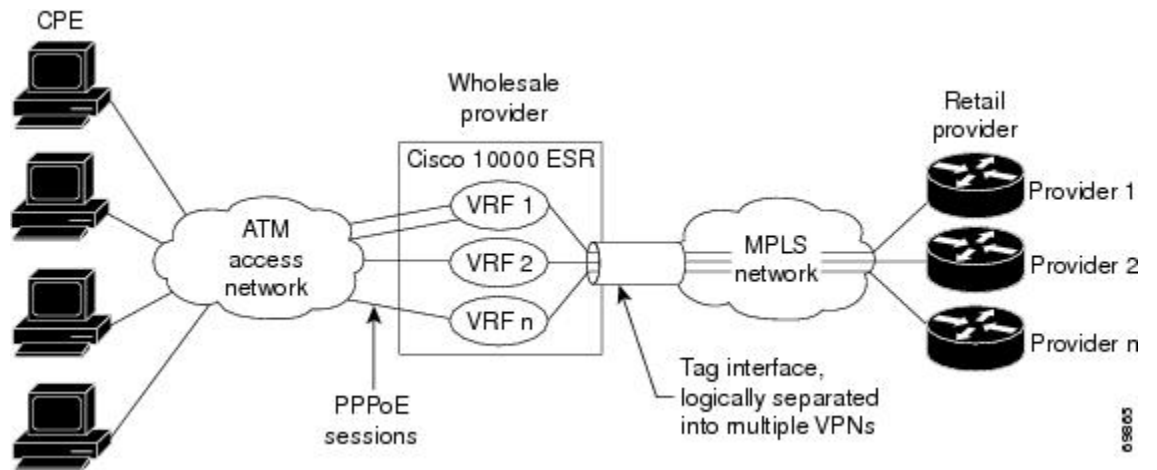 CPE
Wholesale
provider
Retail
provider
Cisco 10000 ESR
VRF 1
VRF 2
VRF n
ATM
access
network
MPLS
network
Provider 1
Provider 2
Provider n
PPPoE
sessions
Tag interface,
logically separated
into multiple VPNs
69865